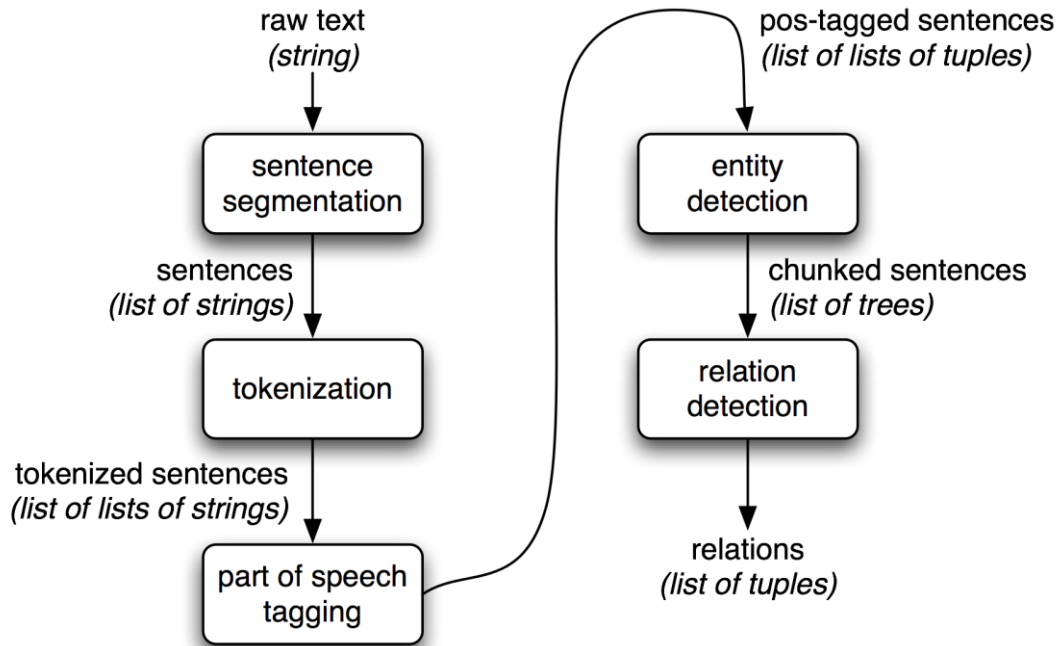 raw text
(string)
sentence
segmentation
sentences
(list of strings)
tokenization
tokenized sentences
(list of lists of strings)
part of speech
tagging
pos-tagged sentences
(list of lists of tuples)
entity
detection
chunked sentences
(list of trees)
relation
detection
relations
(list of tuples)